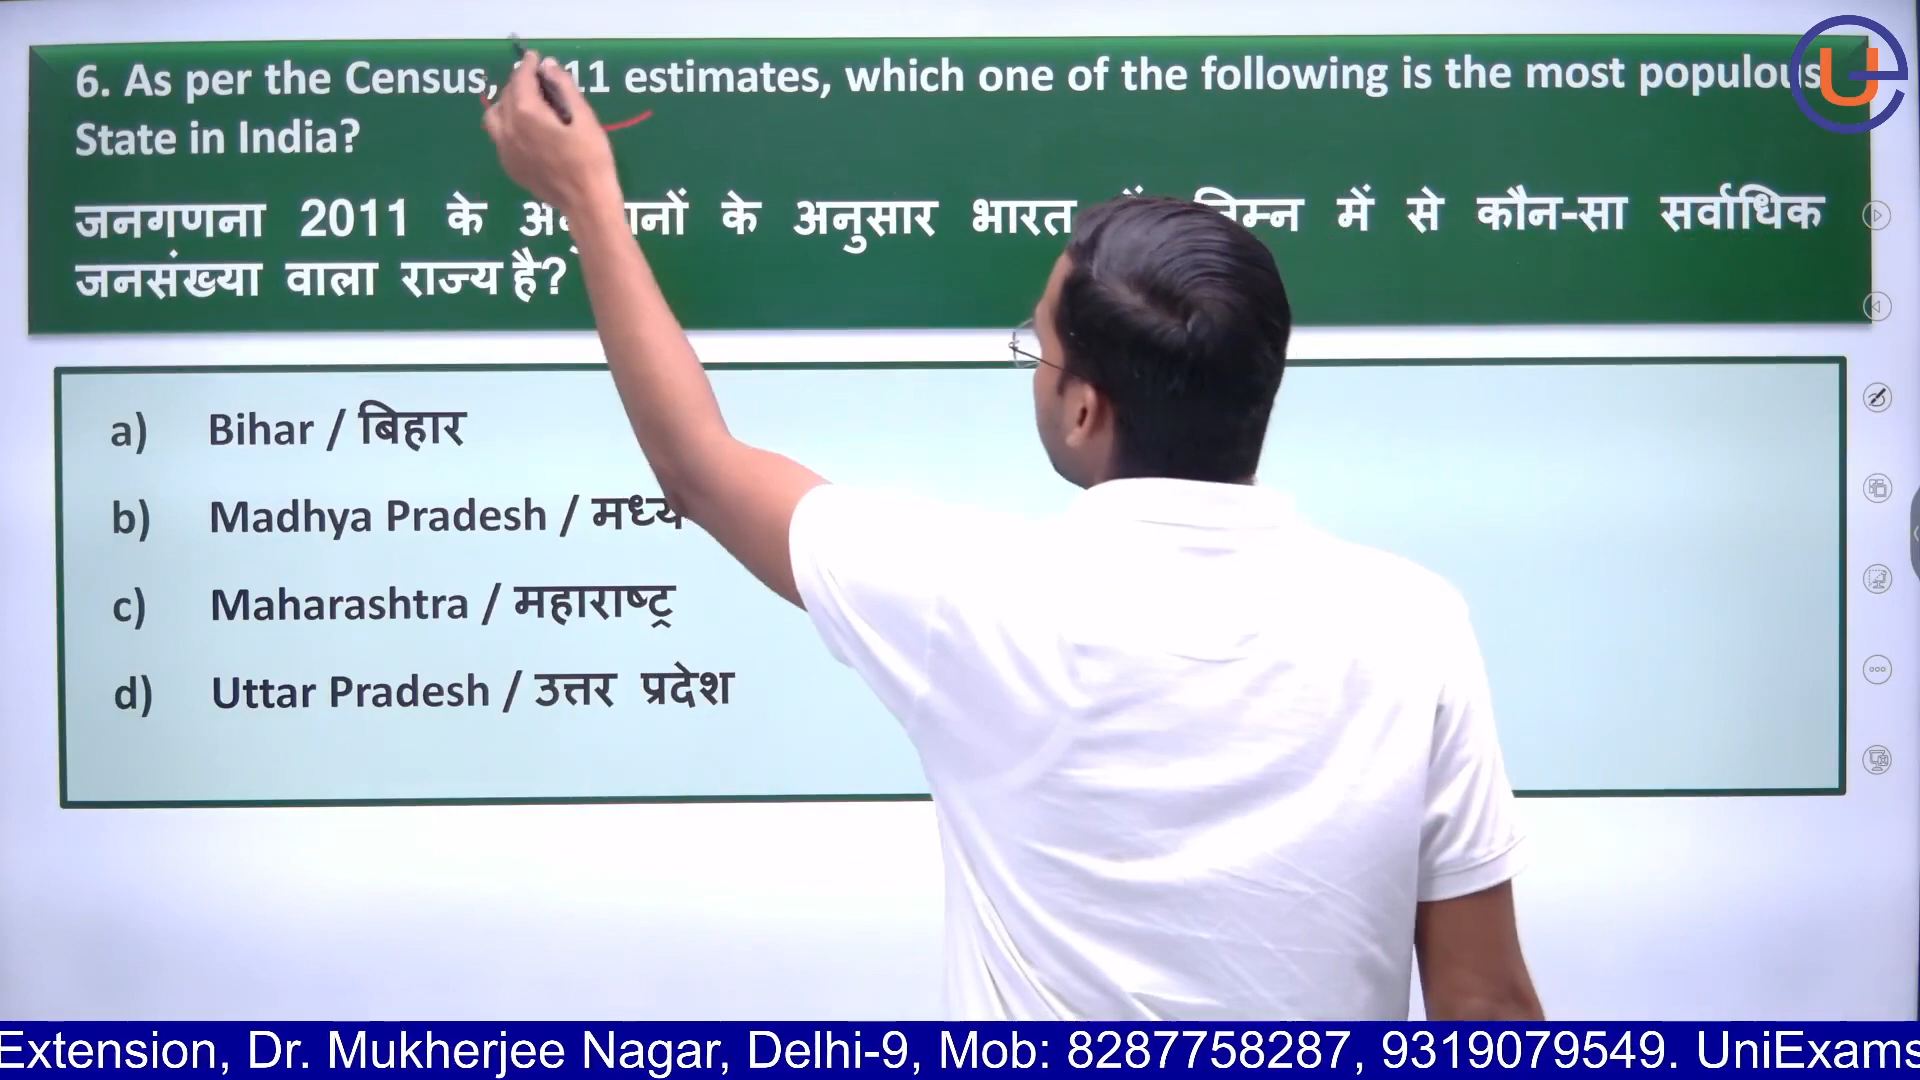 6. As per the Census, 11 estimates, which one of the following is the most populous
State in India?
जनगणना 2011 के के अनुसार भारत निम्न में से कौन-सा सर्वाधिक
जनसंख्या वाला राज्य है?
a) Bihar / बिहार
b) Madhya Pradesh / मध्य
c) Maharashtra / महाराष्ट्र
d) Uttar Pradesh / उत्तर प्रदेश
Extension, Dr. Mukherjee Nagar, Delhi-9, Mob: 8287758287, 9319079549. UniExams